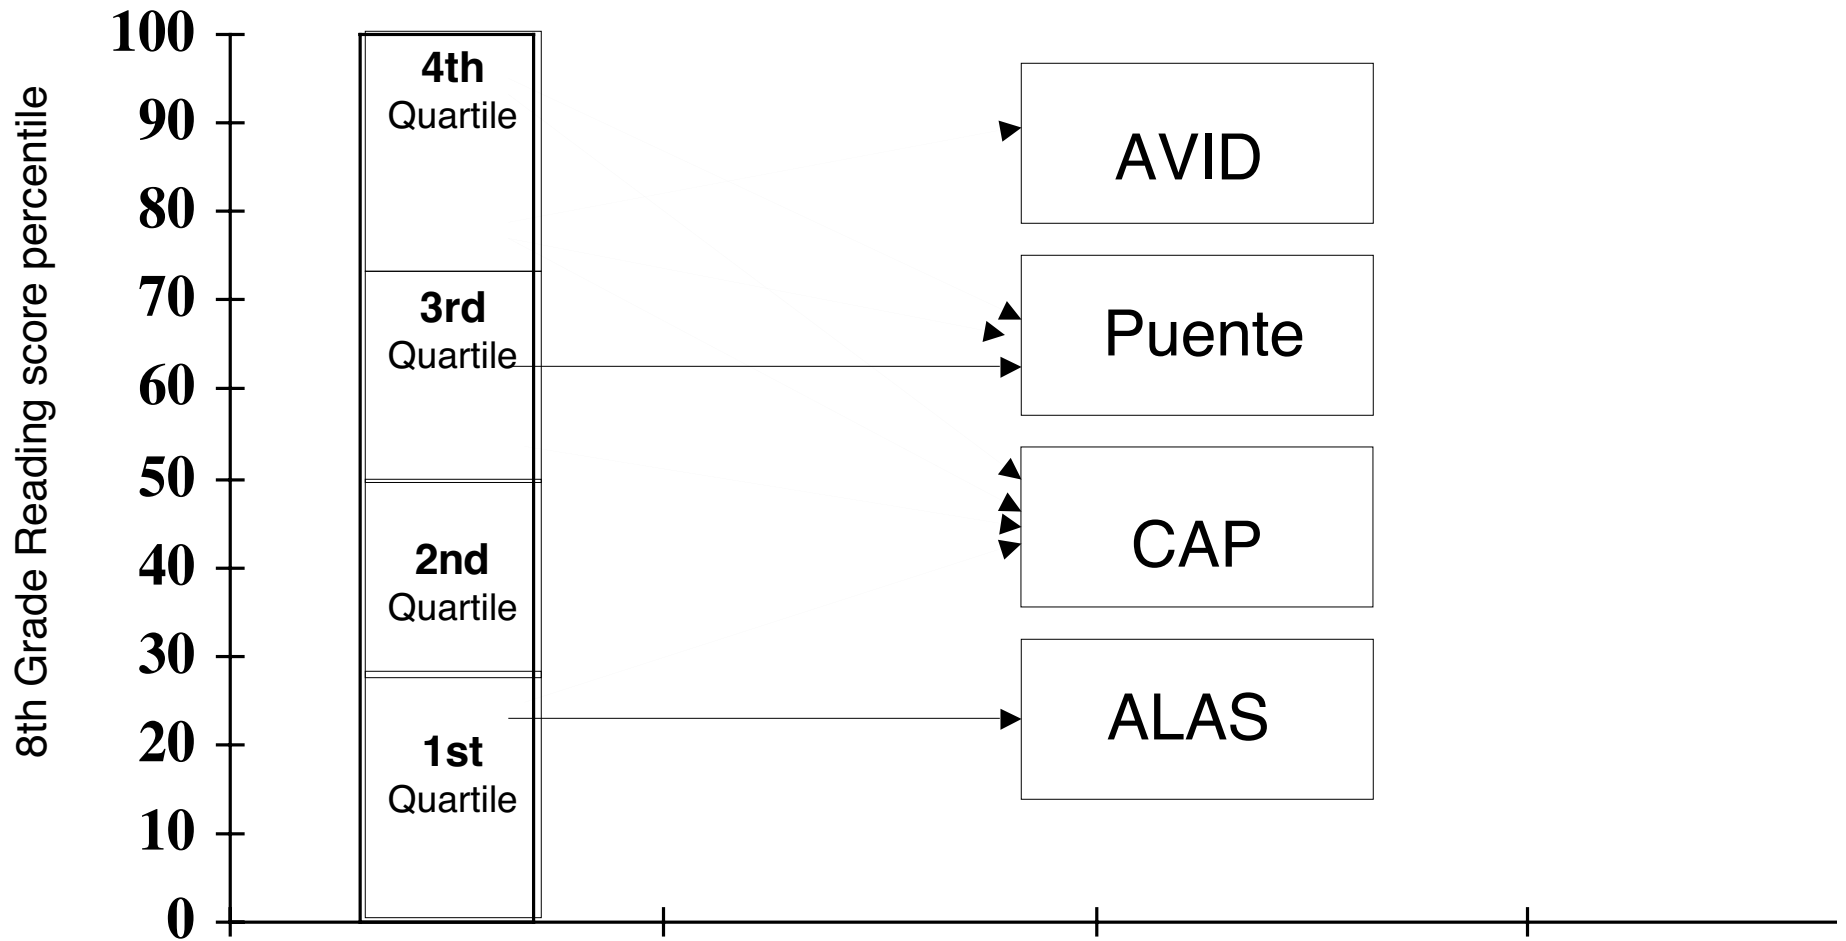 8th Grade Reading score percentile
100
90
80
70
60
50
40
30
20
10
0
4th
Quartile
3rd
Quartile
2nd
Quartile
1st
Quartile
AVID
Puente
CAP
ALAS